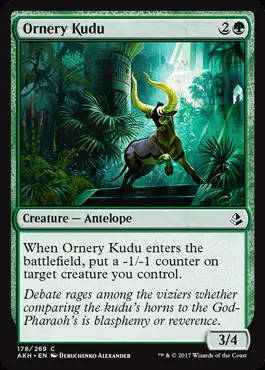 Ornery Kudu 2
Creature — Antelope
When Ornery Kudu enters the
battlefield, put a -1/-1 counter on
target creature you control.
Debate rages among the viziers whether
comparing the kudu's horns to the God-
Pharaoh's is blasphemy or reverence.
3/4
178/269 C
AKH • EN DERUCHENKO ALEXANDER
™ & © 2017 Wizards of the Coast